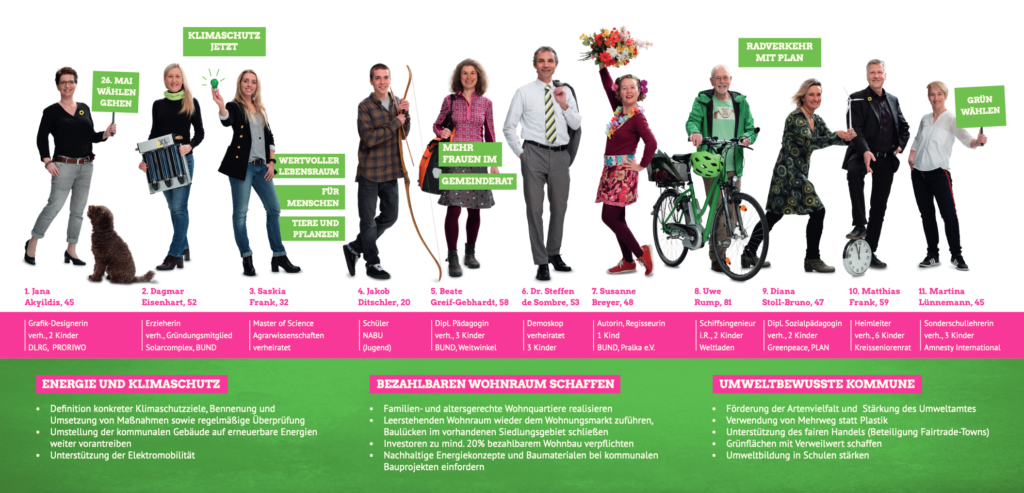 KLIMASCHUTZ
JETZT
RADVERKEHR
MIT PLAN
26. MAI
WÄHLEN
GEHEN
GRÜN
WÄHLEN
XL
MEHR
FRAUEN IM
GEMEINDERAT
WERTVOLLER
LEBENSRAUM
FÜR
MENSCHEN
TIERE UND
PFLANZEN
1. Jana
Akyildiz, 45
2. Dagmar
Eisenhart, 52
3. Saskia
Frank, 32
4. Jakob
Ditschler, 20
5. Beate
Greif-Gebhardt, 58
6. Dr. Steffen
de Sombre, 53
7. Susanne
Breyer, 48
8. Uwe
Rump, 81
9. Diana
Stoll-Bruno, 47
10. Matthias
Frank, 59
11. Martina
Lünnemann, 45
Grafik-Designerin
verh., 2 Kinder
DLRG, PRORIWO
Erzieherin
verh., Gründungsmitglied
Solarcomplex, BUND
Master of Science
Agrarwissenschaften
verheiratet
Schüler
NABU
(Jugend)
Dipl. Pädagogin
verh., 3 Kinder
BUND, Weitwinkel
Demoskop
verheiratet
3 Kinder
Autorin, Regisseurin
1 Kind
BUND, Pralka e.V.
Schiffsingenieur
i.R., 2 Kinder
Weltladen
Dipl. Sozialpädagogin
verh., 2 Kinder
Greenpeace, PLAN
Heimleiter
verh., 6 Kinder
Kreisseniorenrat
Sonderschullehrerin
verh., 3 Kinder
Amnesty International
ENERGIE UND KLIMASCHUTZ
• Definition konkreter Klimaschutzziele, Bennenung und
Umsetzung von Maßnahmen sowie regelmäßige Überprüfung
• Umstellung der kommunalen Gebäude auf erneuerbare Energien
weiter vorantreiben
• Unterstützung der Elektromobilität
BEZAHLBAREN WOHNRAUM SCHAFFEN
• Familien- und altersgerechte Wohnquartiere realisieren
• Leerstehenden Wohnraum wieder dem Wohnungsmarkt zuführen,
Baulücken im vorhandenen Siedlungsgebiet schließen
• Investoren zu mind. 20% bezahlbarem Wohnbau verpflichten
• Nachhaltige Energiekonzepte und Baumaterialen bei kommunalen
Bauprojekten einfordern
UMWELTBEWUSSTE KOMMUNE
• Förderung der Artenvielfalt und Stärkung des Umweltamtes
• Verwendung von Mehrweg statt Plastik
• Unterstützung des fairen Handels (Beteligung Fairtrade-Towns)
• Grünflächen mit Verweilwert schaffen
• Umweltbildung in Schulen stärken